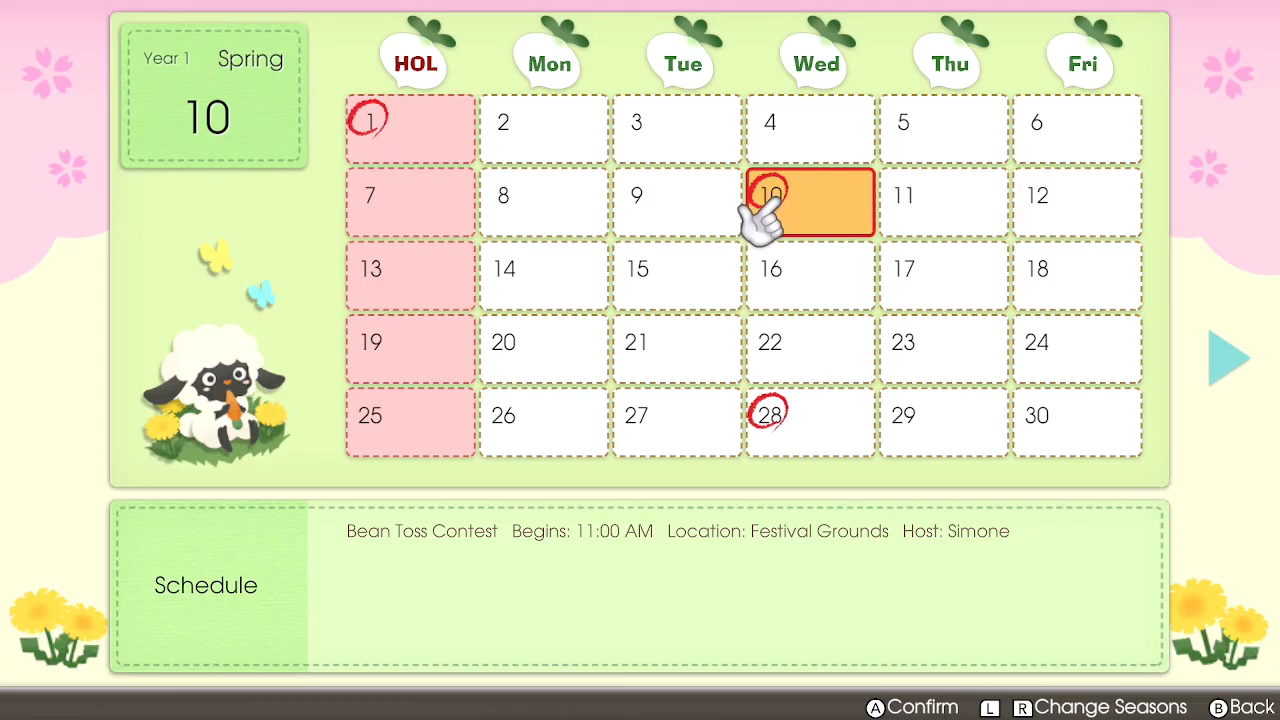 Year 1 Spring
10
HOL Mon Tue Wed Thu Fri
1 2 3 4 5 6
7 8 9 10 11 12
13 14 15 16 17 18
19 20 21 22 23 24
25 26 27 28 29 30
Schedule
Bean Toss Contest Begins: 11:00 AM Location: Festival Grounds Host: Simone
A Confirm L R Change Seasons B Back